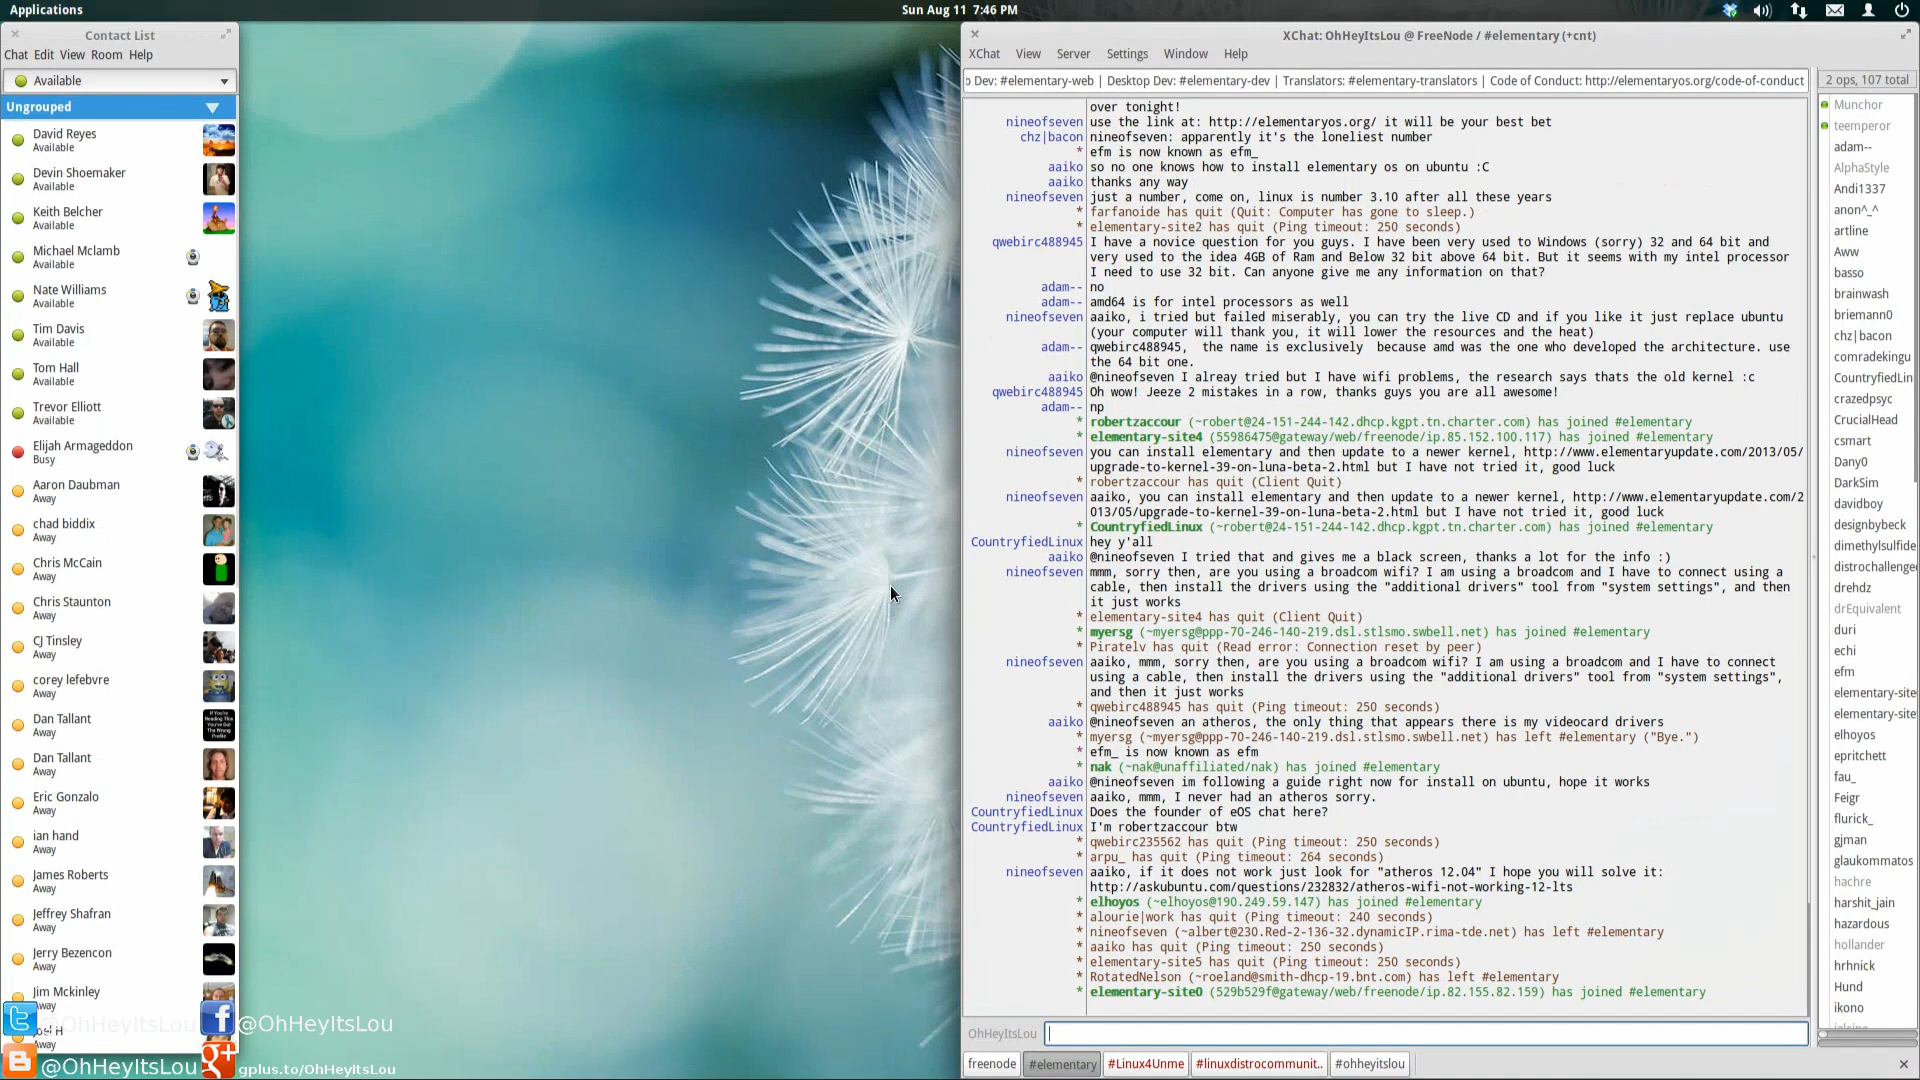 Applications
Sun Aug 11 7:46 PM
Contact List
Chat Edit View Room Help
Available
Ungrouped
David Reyes
Available
Devin Shoemaker
Available
Keith Belcher
Available
Michael Mclamb
Available
Nate Williams
Available
Tim Davis
Available
Tom Hall
Available
Trevor Elliott
Available
Elijah Armageddon
Busy
Aaron Daubman
Away
chad biddix
Away
Chris McCain
Away
Chris Staunton
Away
CJ Tinsley
Away
corey lefebvre
Away
Dan Tallant
Away
Dan Tallant
Away
Eric Gonzalo
Away
ian hand
Away
James Roberts
Away
Jeffrey Shafran
Away
Jerry Bezencon
Away
Jim Mckinley
Away
Away
@OhHeyItsLou
@OhHeyItsLou
@OhHeyItsLou
gplus.to/OhHeyItsLou
XChat: OhHeyItsLou @ FreeNode / #elementary (+cnt)
XChat View Server Settings Window Help
Dev: #elementary-web | Desktop Dev: #elementary-dev | Translators: #elementary-translators | Code of Conduct: http://elementaryos.org/code-of-conduct
over tonight!
nineofseven use the link at: http://elementaryos.org/ it will be your best bet
chz|bacon nineofseven: apparently it's the loneliest number
* efm is now known as efm_
aaiko so no one knows how to install elementary os on ubuntu :C
aaiko thanks any way
nineofseven just a number, come on, linux is number 3.10 after all these years
* farfanoide has quit (Quit: Computer has gone to sleep.)
* elementary-site2 has quit (Ping timeout: 250 seconds)
qwebirc488945 I have a novice question for you guys. I have been very used to Windows (sorry) 32 and 64 bit and
very used to the idea 4GB of Ram and Below 32 bit above 64 bit. But it seems with my intel processor
I need to use 32 bit. Can anyone give me any information on that?
adam-- no
adam-- amd64 is for intel processors as well
nineofseven aaiko, i tried but failed miserably, you can try the live CD and if you like it just replace ubuntu
(your computer will thank you, it will lower the resources and the heat)
adam-- qwebirc488945,  the name is exclusively  because amd was the one who developed the architecture. use
the 64 bit one.
aaiko @nineofseven I alreay tried but I have wifi problems, the research says thats the old kernel :c
qwebirc488945 Oh wow! Jeeze 2 mistakes in a row, thanks guys you are all awesome!
adam-- np
* robertzaccour (~robert@24-151-244-142.dhcp.kgpt.tn.charter.com) has joined #elementary
* elementary-site4 (55986475@gateway/web/freenode/ip.85.152.100.117) has joined #elementary
nineofseven you can install elementary and then update to a newer kernel, http://www.elementaryupdate.com/2013/05/
upgrade-to-kernel-39-on-luna-beta-2.html but I have not tried it, good luck
* robertzaccour has quit (Client Quit)
nineofseven aaiko, you can install elementary and then update to a newer kernel, http://www.elementaryupdate.com/2
013/05/upgrade-to-kernel-39-on-luna-beta-2.html but I have not tried it, good luck
* CountryfiedLinux (~robert@24-151-244-142.dhcp.kgpt.tn.charter.com) has joined #elementary
CountryfiedLinux hey y'all
aaiko @nineofseven I tried that and gives me a black screen, thanks a lot for the info :)
nineofseven mmm, sorry then, are you using a broadcom wifi? I am using a broadcom and I have to connect using a
cable, then install the drivers using the "additional drivers" tool from "system settings", and then
it just works
* elementary-site4 has quit (Client Quit)
* myersg (~myersg@ppp-70-246-140-219.dsl.stlsmo.swbell.net) has joined #elementary
* Piratelv has quit (Read error: Connection reset by peer)
nineofseven aaiko, mmm, sorry then, are you using a broadcom wifi? I am using a broadcom and I have to connect
using a cable, then install the drivers using the "additional drivers" tool from "system settings",
and then it just works
* qwebirc488945 has quit (Ping timeout: 250 seconds)
aaiko @nineofseven an atheros, the only thing that appears there is my videocard drivers
* myersg (~myersg@ppp-70-246-140-219.dsl.stlsmo.swbell.net) has left #elementary ("Bye.")
* efm_ is now known as efm
* nak (~nak@unaffiliated/nak) has joined #elementary
aaiko @nineofseven im following a guide right now for install on ubuntu, hope it works
nineofseven aaiko, mmm, I never had an atheros sorry.
CountryfiedLinux Does the founder of eOS chat here?
CountryfiedLinux I'm robertzaccour btw
* qwebirc235562 has quit (Ping timeout: 250 seconds)
* arpu_ has quit (Ping timeout: 264 seconds)
nineofseven aaiko, if it does not work just look for "atheros 12.04" I hope you will solve it:
http://askubuntu.com/questions/232832/atheros-wifi-not-working-12-lts
* elhoyos (~elhoyos@190.249.59.147) has joined #elementary
* alourie|work has quit (Ping timeout: 240 seconds)
* nineofseven (~albert@230.Red-2-136-32.dynamicIP.rima-tde.net) has left #elementary
* aaiko has quit (Ping timeout: 250 seconds)
* elementary-site5 has quit (Ping timeout: 250 seconds)
* RotatedNelson (~roeland@smith-dhcp-19.bnt.com) has left #elementary
* elementary-site0 (529b529f@gateway/web/freenode/ip.82.155.82.159) has joined #elementary
OhHeyItsLou
freenode #elementary #Linux4Unme #linuxdistrocommunit.. #ohheyitslou
2 ops, 107 total
Munchor
teemperor
adam--
AlphaStyle
Andi1337
anon^_^
artline
Aww
basso
brainwash
briemann0
chz|bacon
comradekingu
CountryfiedLin
crazedpsyc
CrucialHead
csmart
Dany0
DarkSim
davidboy
designbybeck
dimethylsulfide
distrochallenge
drehdz
drEquivalent
duri
echi
efm
elementary-site
elementary-site
elhoyos
epritchett
fau_
Feigr
flurick_
gjman
glaukommatos
hachre
harshit_jain
hazardous
hollander
hrhnick
Hund
ikono